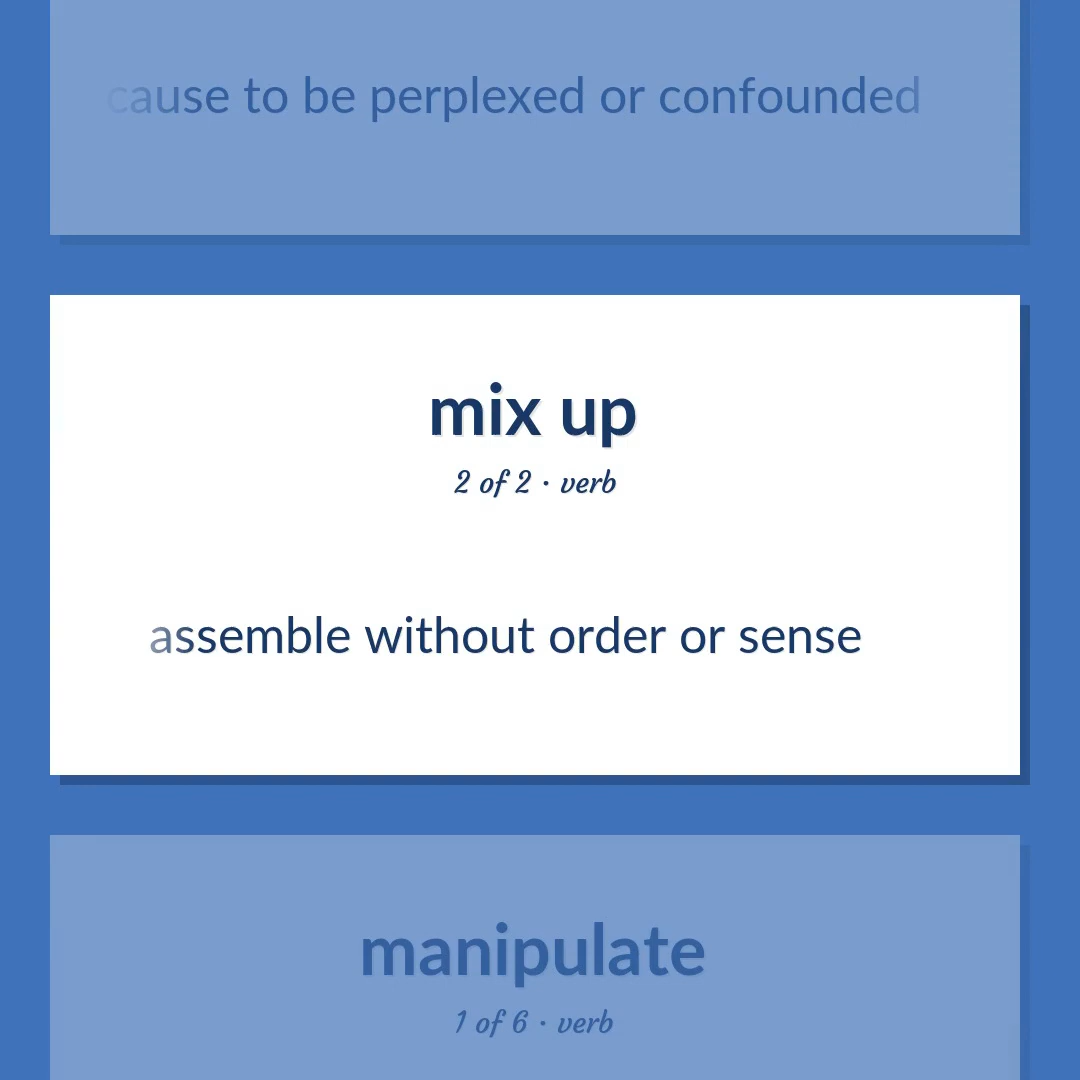 cause to be perplexed or confounded
mix up
2 of 2 · verb
assemble without order or sense
manipulate
1 of 6 · verb